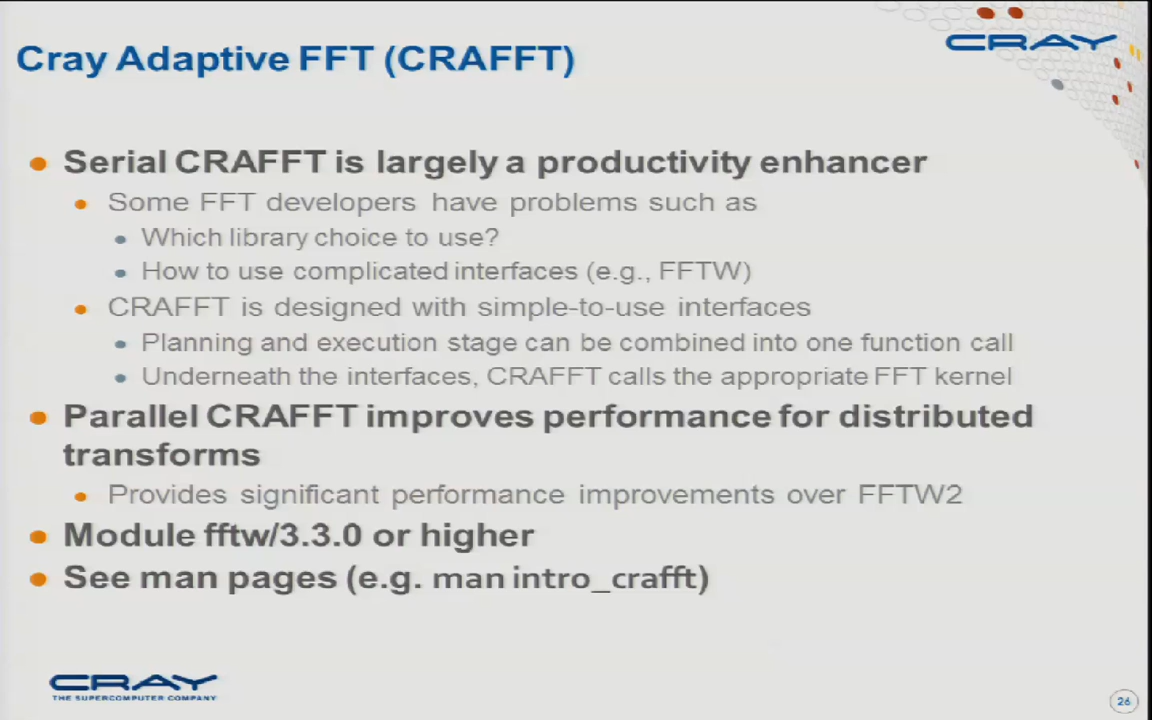 CRAY
Cray Adaptive FFT (CRAFFT)
Serial CRAFFT is largely a productivity enhancer
Some FFT developers have problems such as
Which library choice to use?
How to use complicated interfaces (e.g., FFTW)
CRAFFT is designed with simple-to-use interfaces
Planning and execution stage can be combined into one function call
Underneath the interfaces, CRAFFT calls the appropriate FFT kernel
Parallel CRAFFT improves performance for distributed
transforms
Provides significant performance improvements over FFTW2
Module fftw/3.3.0 or higher
See man pages (e.g. man intro_crafft)
CRAY
THE SUPERCOMPUTER COMPANY
26